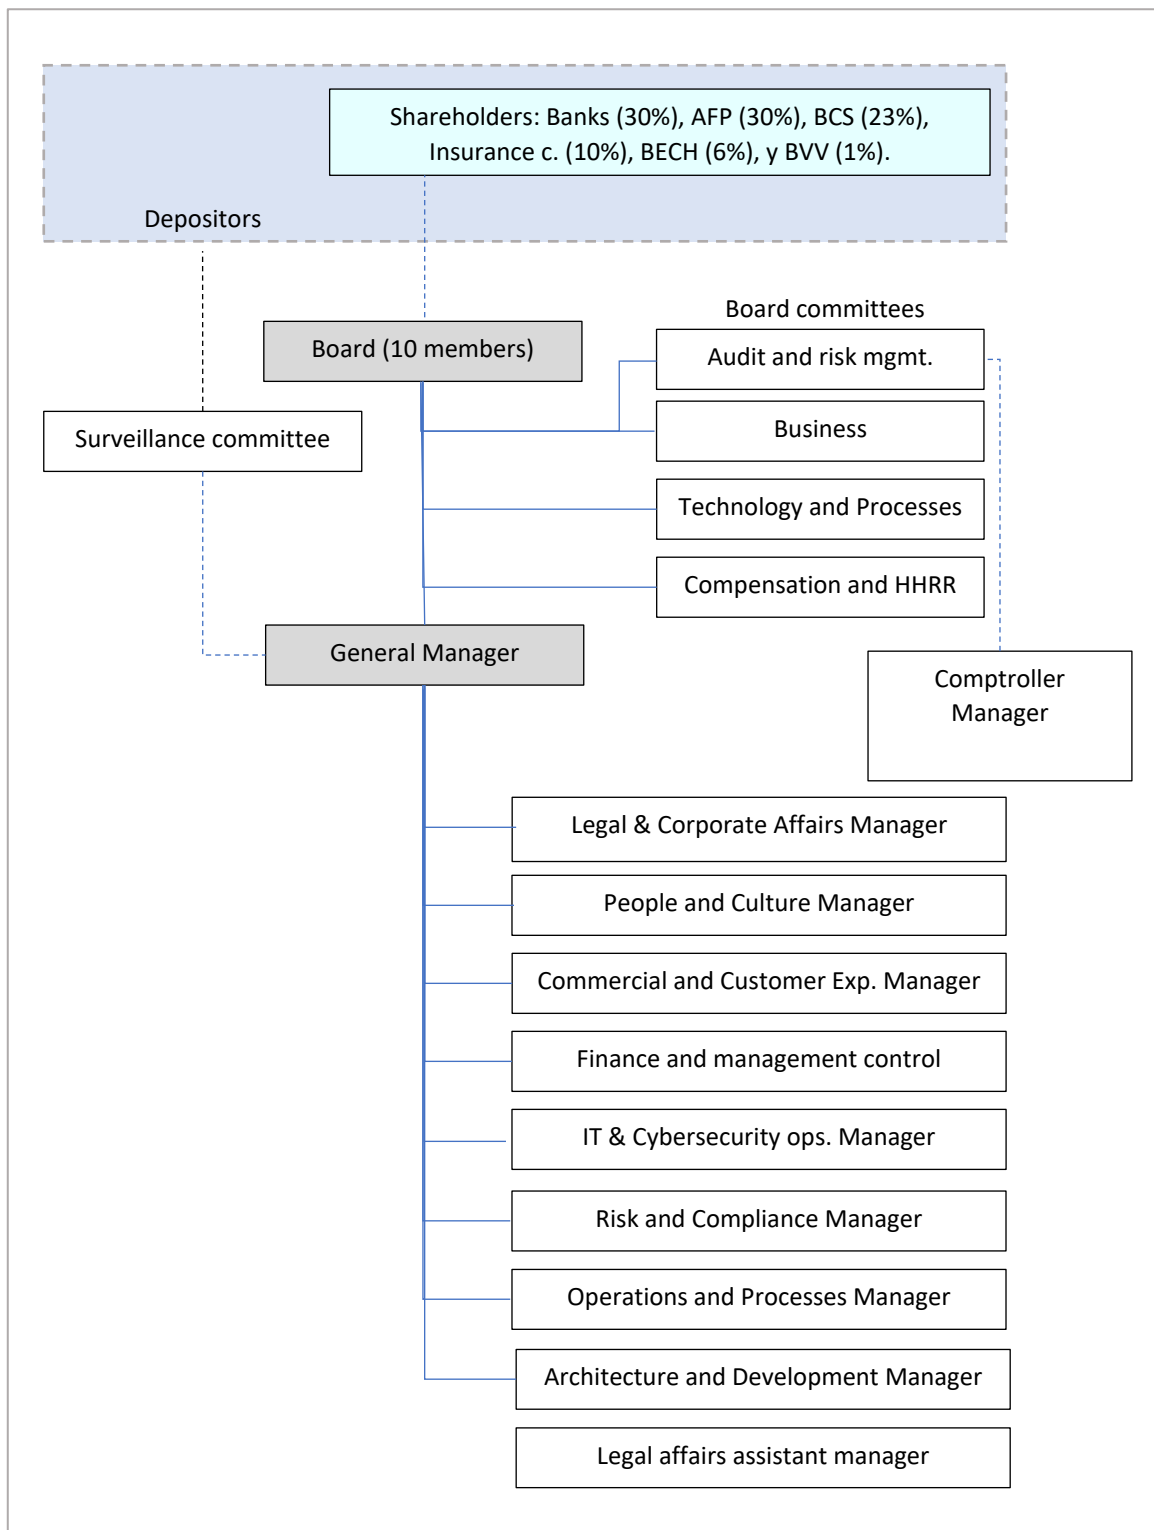 Shareholders: Banks (30%), AFP (30%), BCS (23%),
Insurance c. (10%), BECH (6%), y BVV (1%).
Depositors
Board committees
Board (10 members)
Audit and risk mgmt.
Surveillance committee
Business
Technology and Processes
Compensation and HHRR
General Manager
Comptroller
Manager
Legal & Corporate Affairs Manager
People and Culture Manager
Commercial and Customer Exp. Manager
Finance and management control
IT & Cybersecurity ops. Manager
Risk and Compliance Manager
Operations and Processes Manager
Architecture and Development Manager
Legal affairs assistant manager